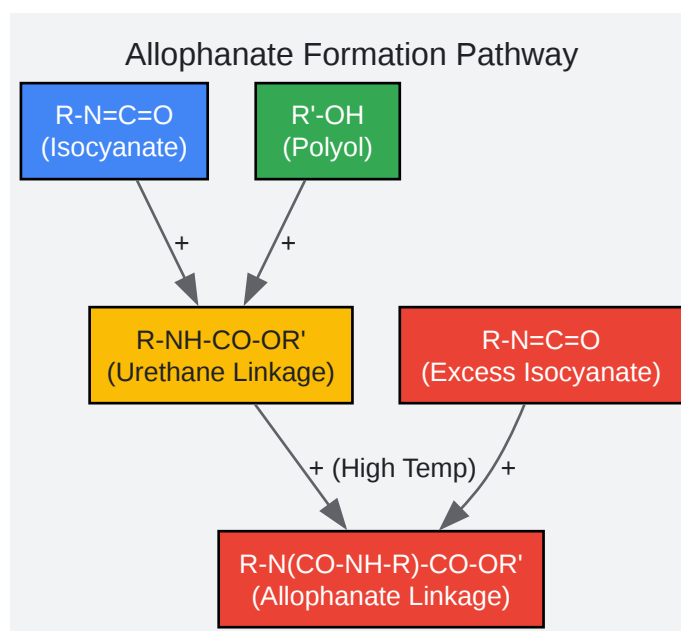 Allophanate Formation Pathway
R-N=C=O
(Isocyanate)
R'-OH
(Polyol)
+
+
R-NH-CO-OR'
(Urethane Linkage)
R-N=C=O
(Excess Isocyanate)
+ (High Temp)
+
R-N(CO-NH-R)-CO-OR'
(Allophanate Linkage)